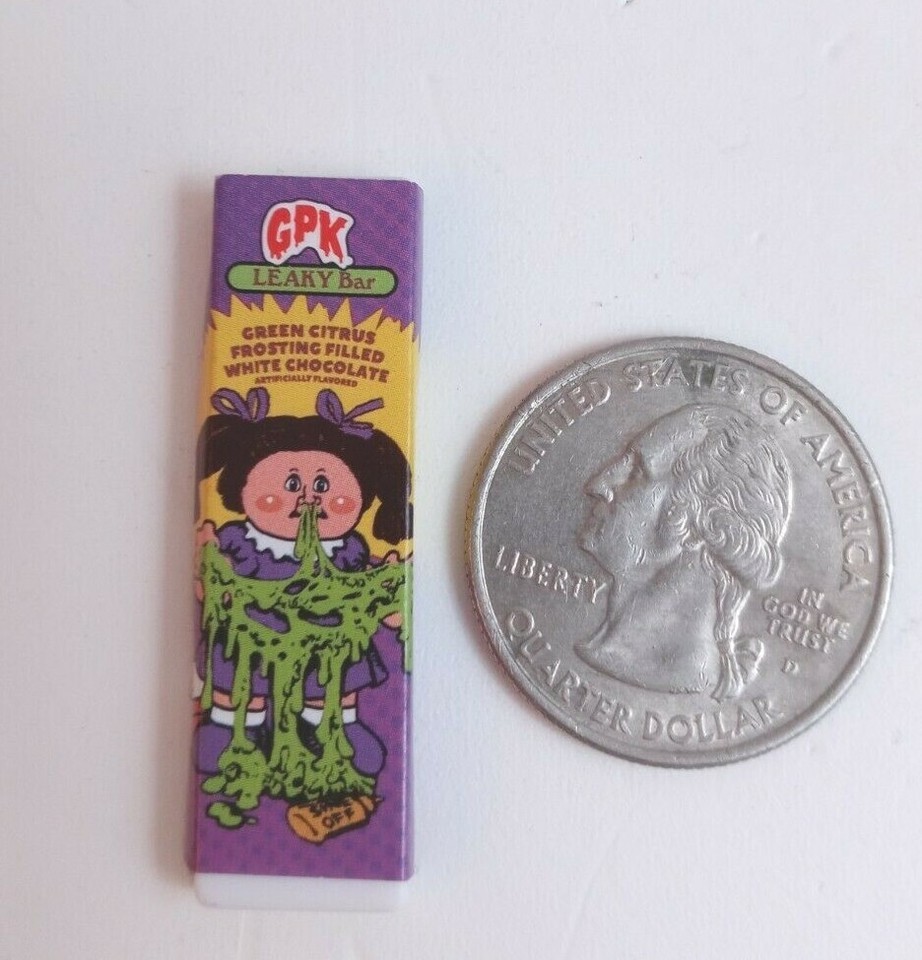 GPK
LEAKY Bar
GREEN CITRUS
FROSTING FILLED
WHITE CHOCOLATE
ARTIFICIALLY FLAVORED
OFF
UNITED STATES OF AMERICA
LIBERTY
IN
GOD WE
TRUST
D
QUARTER DOLLAR